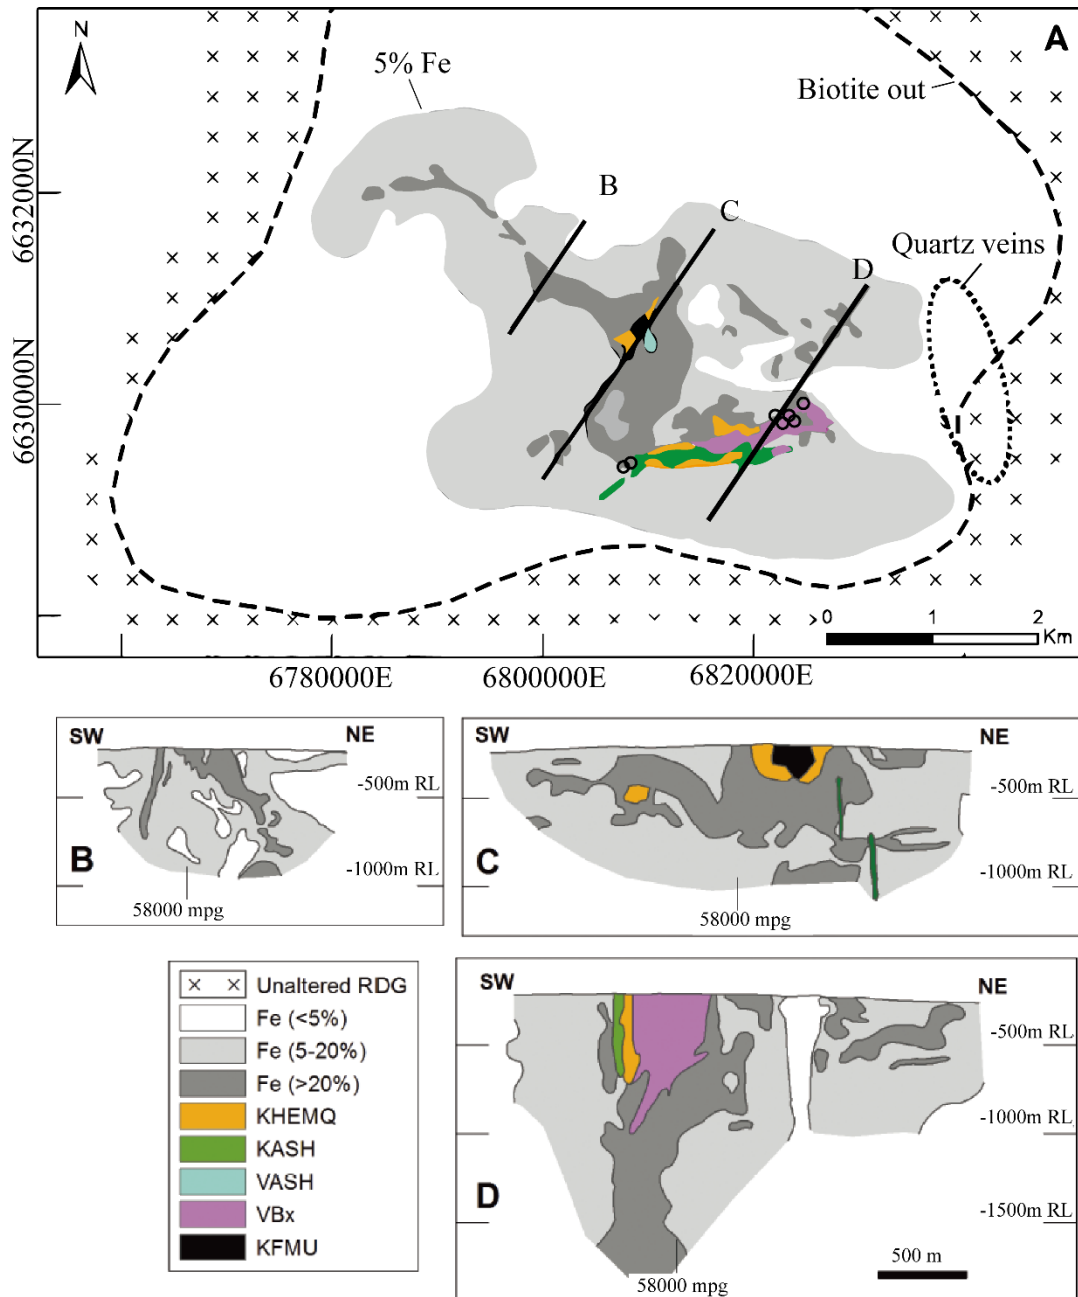 N
A
5% Fe
Biotite out
B
C
Quartz veins
D
6632000N
6630000N
0 1 2
Km
6780000E 6800000E 6820000E
SW NE
-500m RL
B
-1000m RL
58000 mpg
SW NE
-500m RL
C
-1000m RL
58000 mpg
Unaltered RDG
Fe (<5%)
Fe (5-20%)
Fe (>20%)
KHEMQ
KASH
VASH
VBx
KFMU
SW NE
-500m RL
-1000m RL
D
-1500m RL
58000 mpg
500 m